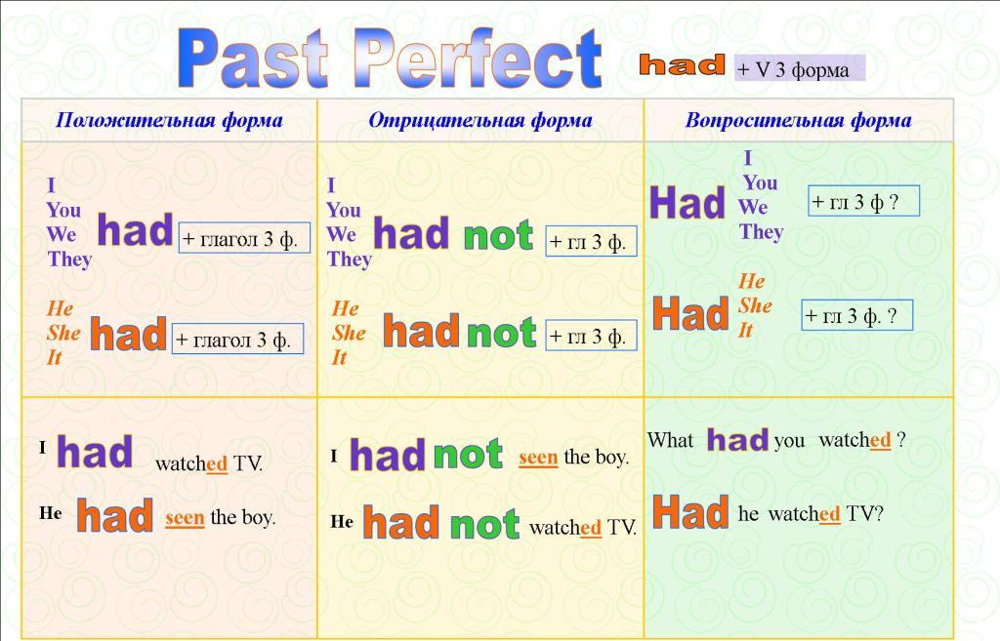 Past Perfect had + V 3 форма
Положительная форма
Отрицательная форма
Вопросительная форма
I
You
We
They
had + глагол 3 ф.
He
She
It
had + глагол 3 ф.
I
You
We
They
had not + гл 3 ф.
He
She
It
had not + гл 3 ф.
Had
I
You
We
They
+ гл 3 ф ?
Had
He
She
It
+ гл 3 ф. ?
I had watched TV.
He had seen the boy.
I had not seen the boy.
He had not watched TV.
What had you watched ?
Had he watched TV?